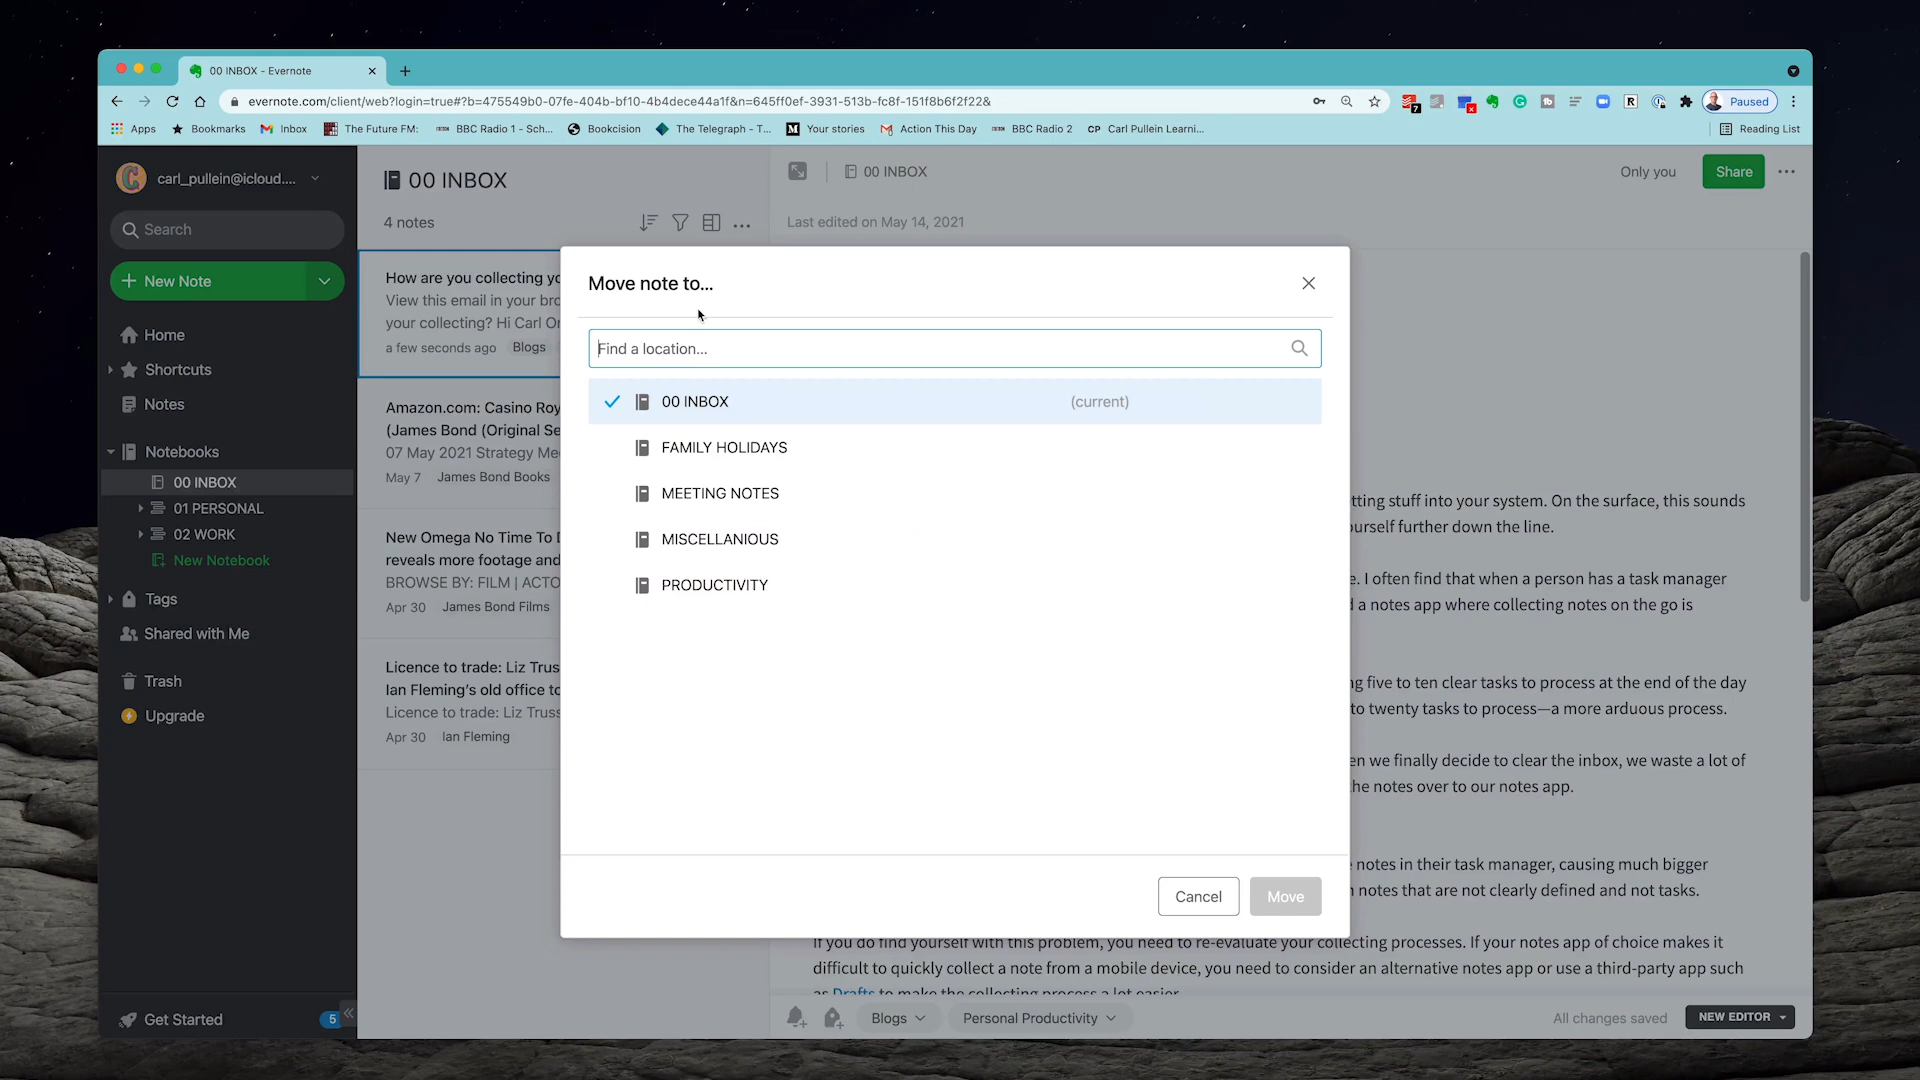 00 INBOX - Evernote
evernote.com/client/web?login=true#?b=475549b0-07fe-404b-bf10-4b4dece44a1f&n=645ff0ef-3931-513b-fc8f-151f8b6f2f22&
7
R
Paused
Apps
Bookmarks
Inbox
The Future FM:
BBC Radio 1 - Sch...
Bookcision
The Telegraph - T...
Your stories
Action This Day
BBC Radio 2
CP Carl Pullein Learni...
Reading List
carl_pullein@icloud....
Search
New Note
Home
Shortcuts
Notes
Notebooks
00 INBOX
01 PERSONAL
02 WORK
New Notebook
Tags
Shared with Me
Trash
Upgrade
Get Started
5
00 INBOX
4 notes
How are you collecting yo
View this email in your bro
your collecting? Hi Carl Or
a few seconds ago Blogs
Amazon.com: Casino Roy
(James Bond (Original Se
07 May 2021 Strategy Me
May 7 James Bond Books
New Omega No Time To D
reveals more footage and
BROWSE BY: FILM | ACTO
Apr 30 James Bond Films
Licence to trade: Liz Trus
Ian Fleming's old office to
Licence to trade: Liz Truss
Apr 30 Ian Fleming
00 INBOX
Only you
Share
Last edited on May 14, 2021
Move note to...
Find a location...
00 INBOX (current)
FAMILY HOLIDAYS
MEETING NOTES
MISCELLANIOUS
PRODUCTIVITY
Cancel
Move
tting stuff into your system. On the surface, this sounds
ourself further down the line.
e. I often find that when a person has a task manager
d a notes app where collecting notes on the go is
ng five to ten clear tasks to process at the end of the day
to twenty tasks to process—a more arduous process.
en we finally decide to clear the inbox, we waste a lot of
he notes over to our notes app.
e notes in their task manager, causing much bigger
n notes that are not clearly defined and not tasks.
If you do find yourself with this problem, you need to re-evaluate your collecting processes. If your notes app of choice makes it
difficult to quickly collect a note from a mobile device, you need to consider an alternative notes app or use a third-party app such
as Drafts to make the collecting process a lot easier
Blogs
Personal Productivity
All changes saved
NEW EDITOR